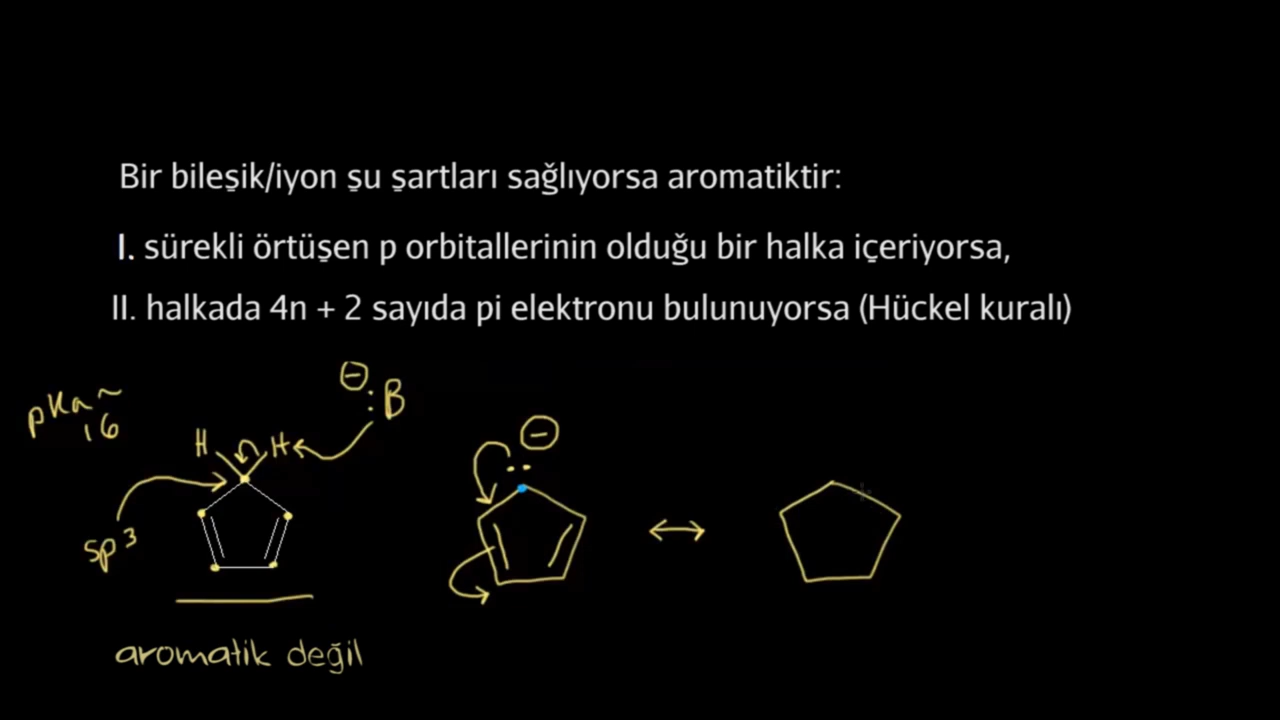 Bir bileşik/iyon şu şartları sağlıyorsa aromatiktir:
I. sürekli örtüşen p orbitallerinin olduğu bir halka içeriyorsa,
II. halkada 4n + 2 sayıda pi elektronu bulunuyorsa (Hückel kuralı)
pKa ~
16
⊖
: B
H H
⊖
..
sp³
aromatik değil